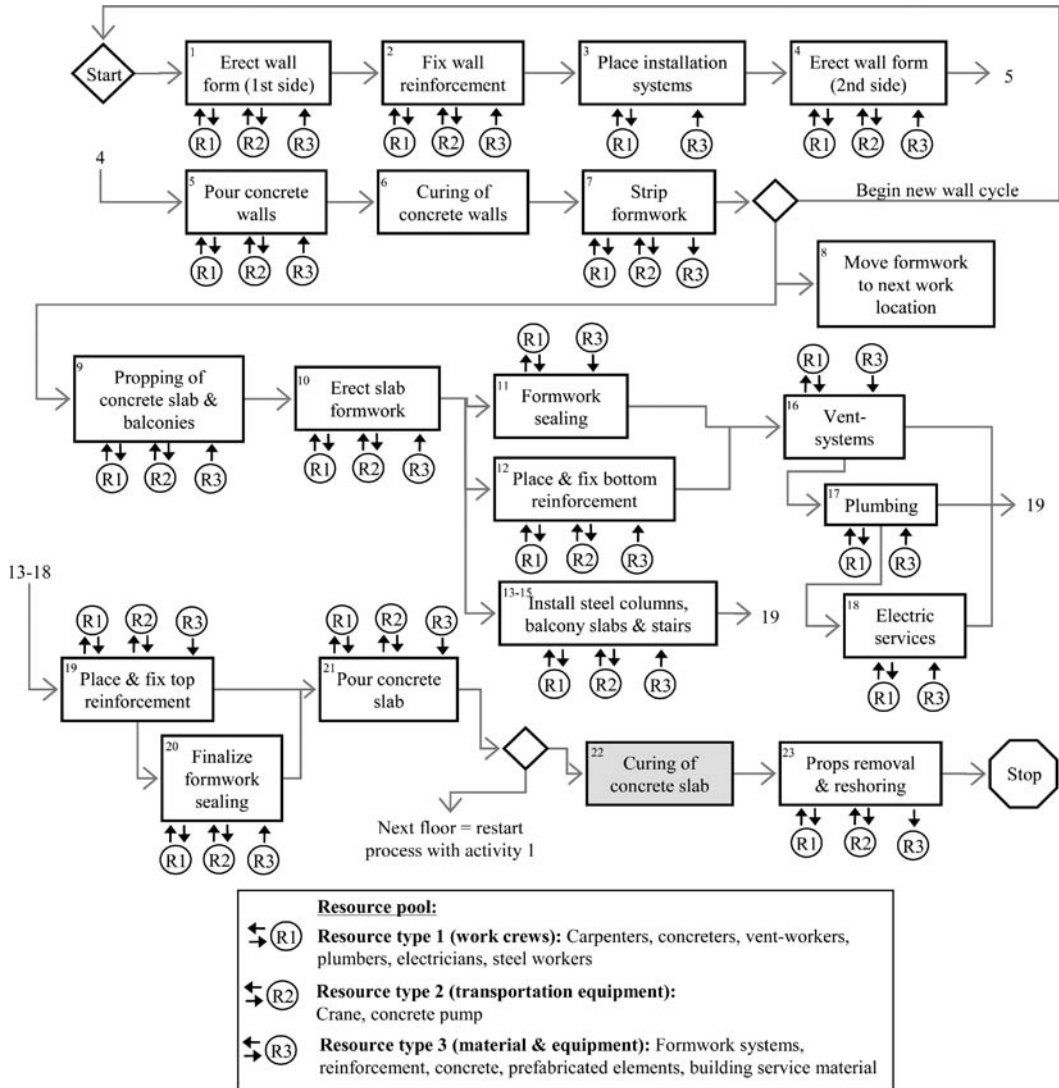 Start
1
Erect wall
form (1st side)
2
Fix wall
reinforcement
3
Place installation
systems
4
Erect wall form
(2nd side)
5
R1 R2 R3
R1 R2 R3
R1 R3
R1 R2 R3
4
5
Pour concrete
walls
6
Curing of
concrete walls
7
Strip
formwork
Begin new wall cycle
R1 R2 R3
R1 R2 R3
8
Move formwork
to next work
location
9
Propping of
concrete slab &
balconies
R1 R2 R3
10
Erect slab
formwork
R1 R2 R3
R1 R3
11
Formwork
sealing
12
Place & fix bottom
reinforcement
R1 R2 R3
13-15
Install steel columns,
balcony slabs & stairs
R1 R2 R3
19
R1 R3
16
Vent-
systems
17
Plumbing
R1 R3
19
18
Electric
services
R1 R3
13-18
R1 R2 R3
19
Place & fix top
reinforcement
20
Finalize
formwork
sealing
R1 R2 R3
R1 R2 R3
21
Pour concrete
slab
Next floor = restart
process with activity 1
22
Curing of
concrete slab
23
Props removal
& reshoring
R1 R2 R3
Stop
Resource pool:
R1 Resource type 1 (work crews): Carpenters, concreters, vent-workers,
plumbers, electricians, steel workers
R2 Resource type 2 (transportation equipment):
Crane, concrete pump
R3 Resource type 3 (material & equipment): Formwork systems,
reinforcement, concrete, prefabricated elements, building service material